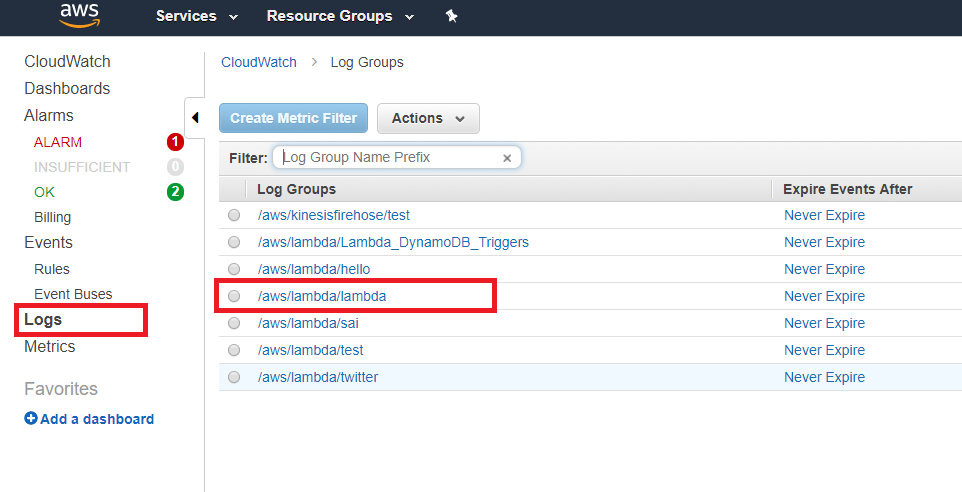 aws Services Resource Groups
CloudWatch
Dashboards
Alarms
ALARM 1
INSUFFICIENT 0
OK 2
Billing
Events
Rules
Event Buses
Logs
Metrics
Favorites
Add a dashboard
CloudWatch > Log Groups
Create Metric Filter Actions
Filter: Log Group Name Prefix ×
Log Groups Expire Events After
/aws/kinesisfirehose/test Never Expire
/aws/lambda/Lambda_DynamoDB_Triggers Never Expire
/aws/lambda/hello Never Expire
/aws/lambda/lambda Never Expire
/aws/lambda/sai Never Expire
/aws/lambda/test Never Expire
/aws/lambda/twitter Never Expire